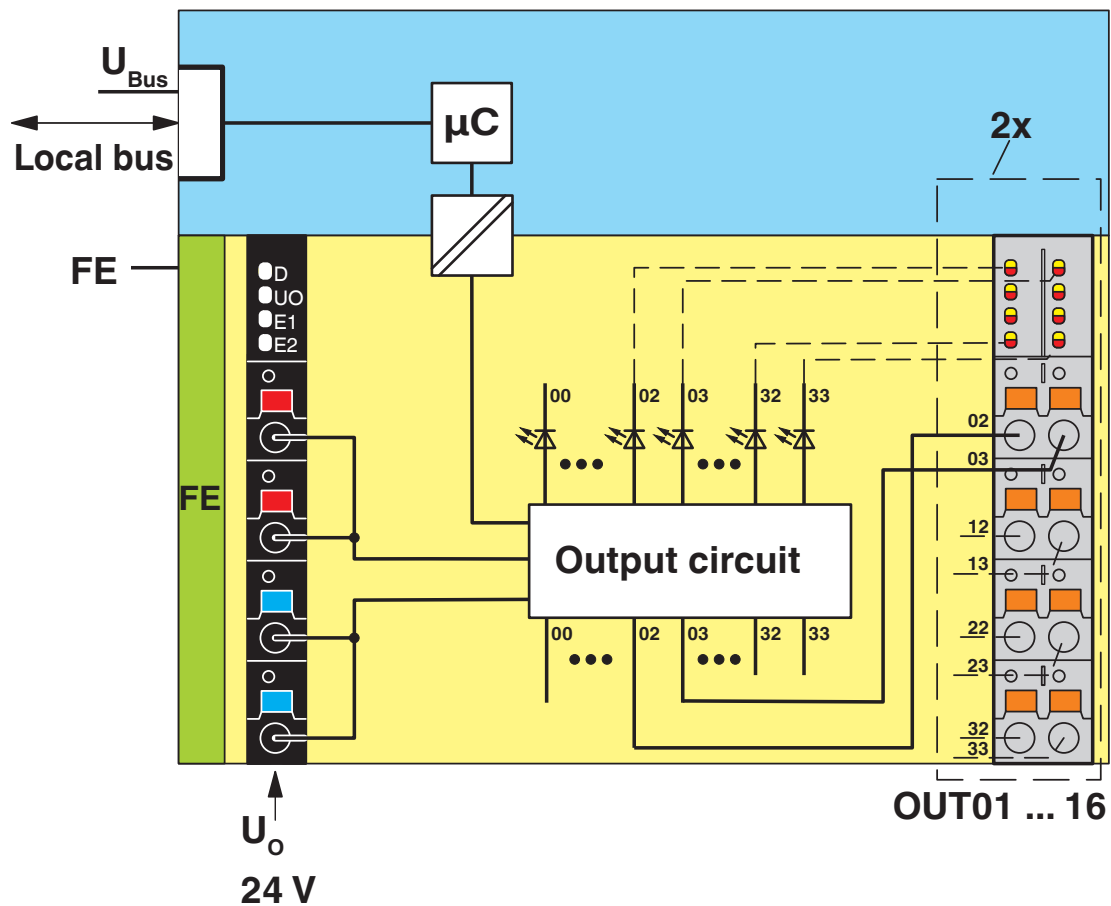 U Bus
Local bus
µC
2x
FE
D
UO
E1
E2
FE
00 02 03 32 33
Output circuit
00 02 03 32 33
02
03
12
13
22
23
32
33
OUT01 ... 16
UO
24 V